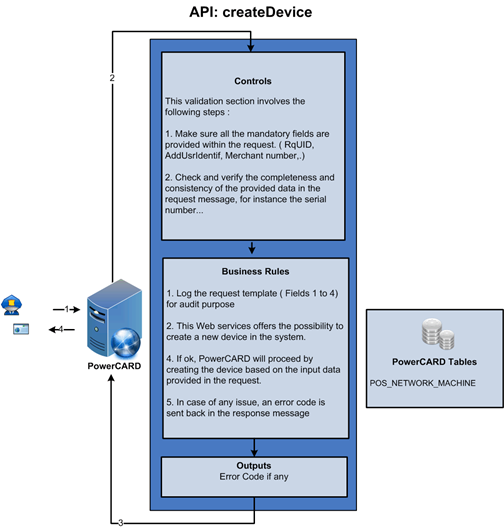 API: createDevice
2
Controls
This validation section involves the
following steps :
1. Make sure all the mandatory fields are
provided within the request. ( RqUID,
AddUsrIdentif, Merchant number,.)
2. Check and verify the completeness and
consistency of the provided data in the
request message, for instance the serial
number...
Business Rules
1. Log the request template ( Fields 1 to 4)
for audit purpose
2. This Web services offers the possibility to
create a new device in the system.
4. If ok, PowerCARD will proceed by
creating the device based on the input data
provided in the request.
5. In case of any issue, an error code is
sent back in the response message
1
4
PowerCARD
PowerCARD Tables
POS_NETWORK_MACHINE
Outputs
Error Code if any
3